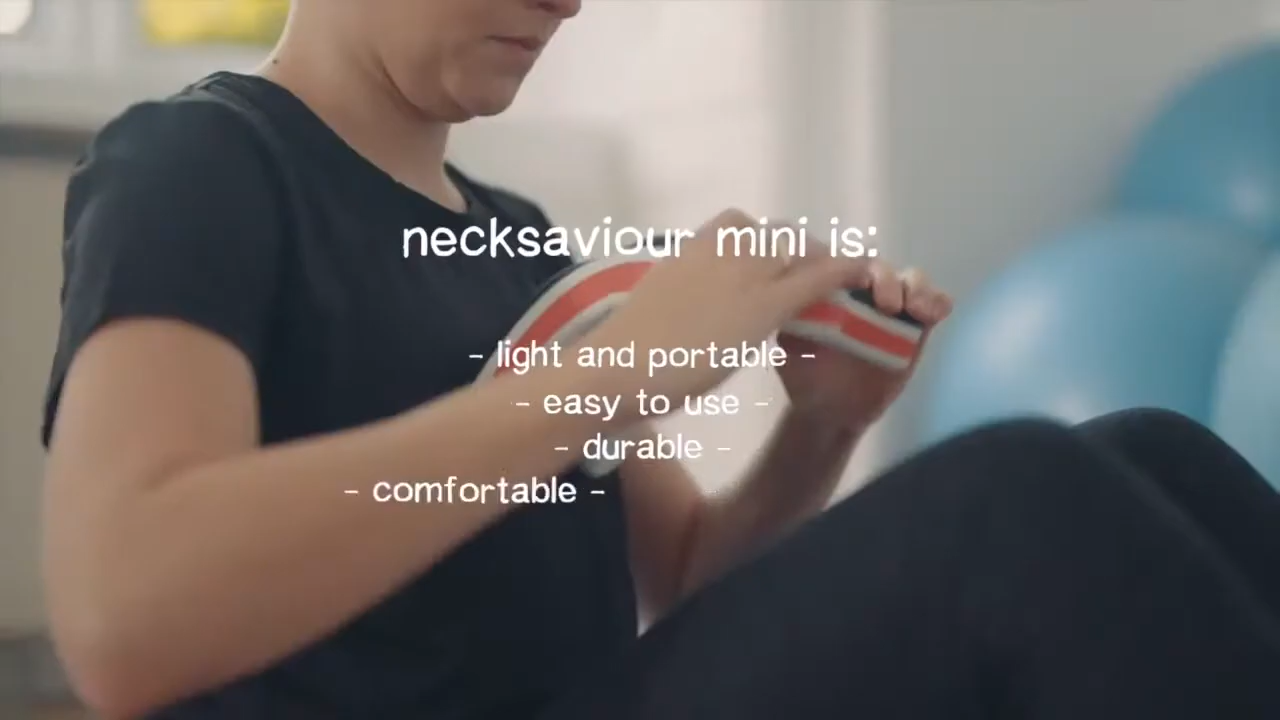 necksaviour mini is:
- light and portable -
- easy to use -
- durable -
- comfortable -